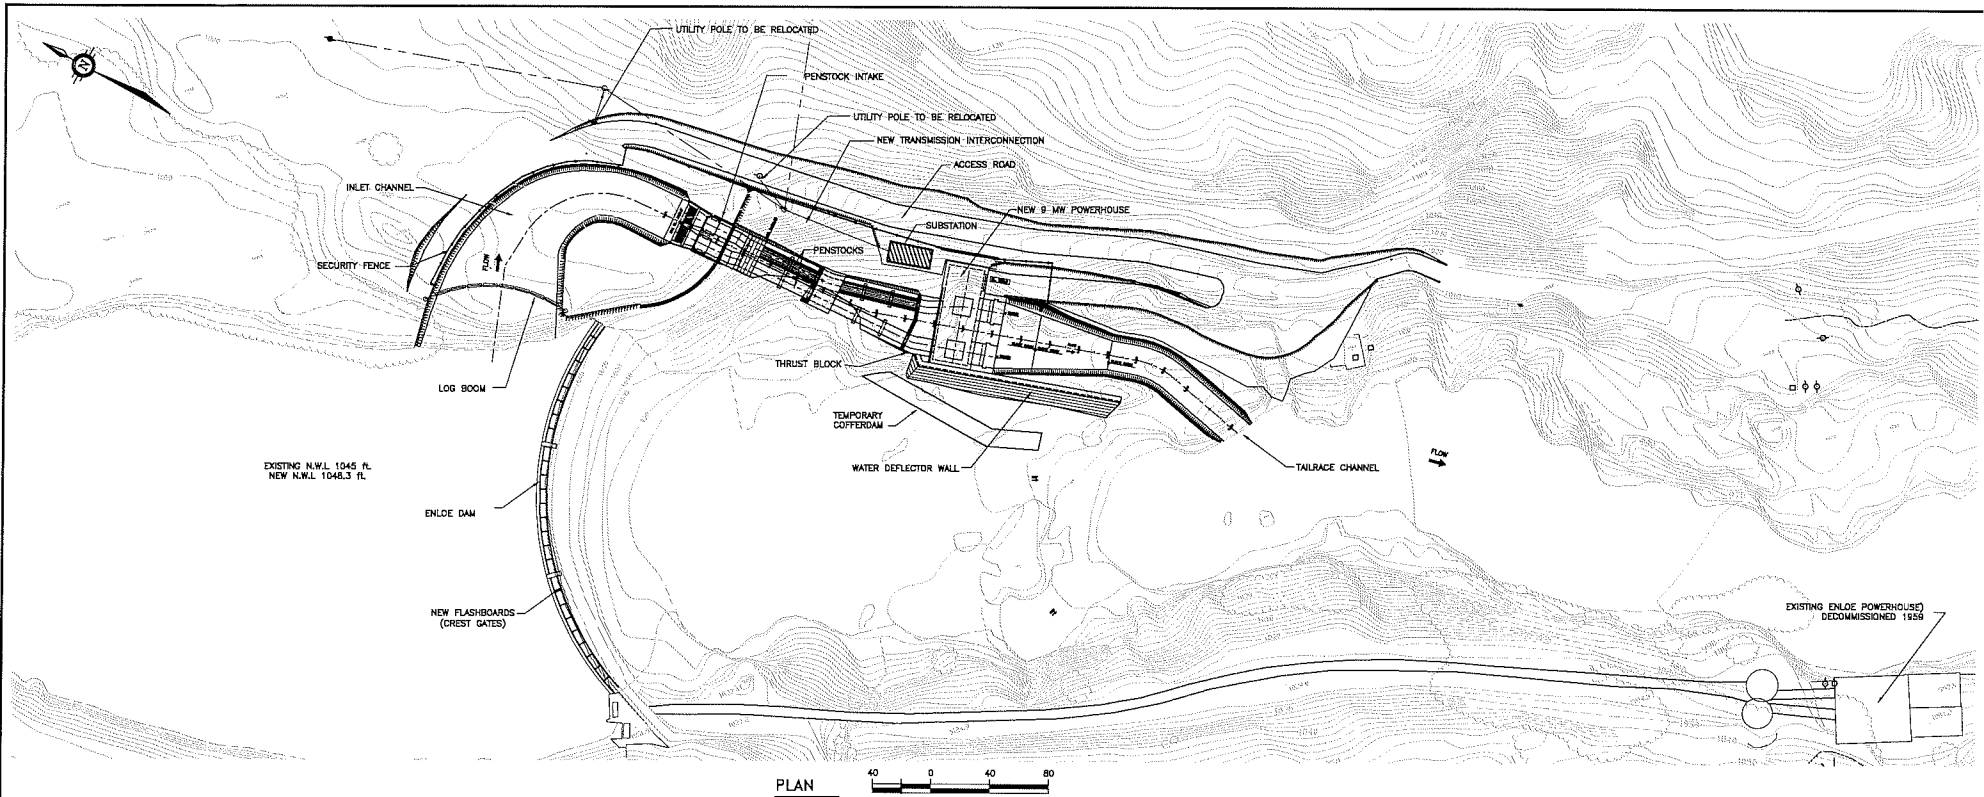 N
UTILITY POLE TO BE RELOCATED
PENSTOCK INTAKE
UTILITY POLE TO BE RELOCATED
NEW TRANSMISSION INTERCONNECTION
ACCESS ROAD
INLET CHANNEL
NEW 9 MW POWERHOUSE
SUBSTATION
PENSTOCKS
SECURITY FENCE
FLOW
LOG BOOM
THRUST BLOCK
TEMPORARY
COFFERDAM
WATER DEFLECTOR WALL
TAILRACE CHANNEL
FLOW
EXISTING N.W.L 1045 ft.
NEW N.W.L 1048.3 ft.
ENLOE DAM
NEW FLASHBOARDS
(CREST GATES)
EXISTING ENLOE POWERHOUSE)
DECOMMISSIONED 1959
PLAN
40 0 40 80